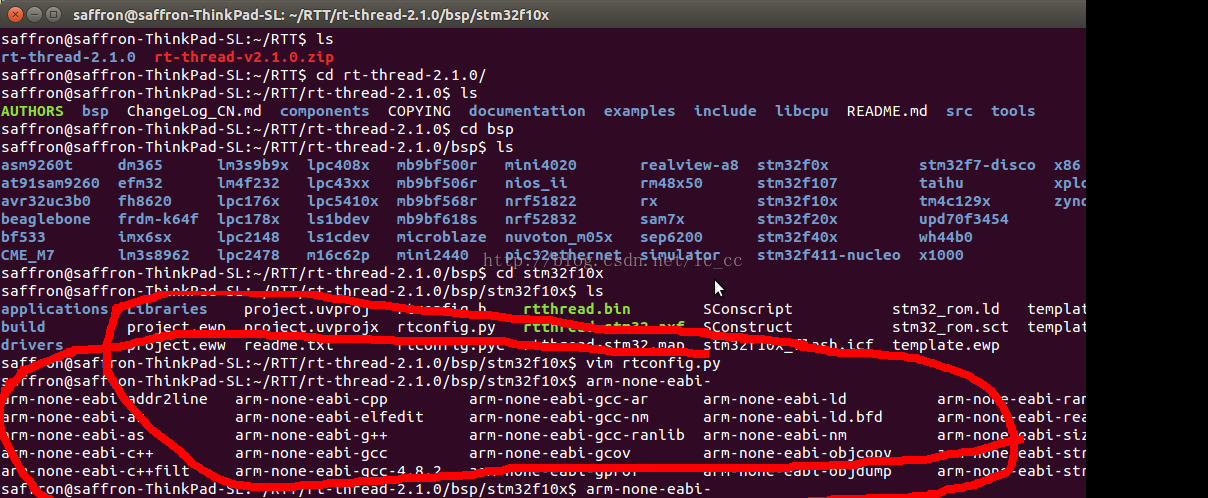 saffron@saffron-ThinkPad-SL: ~/RTT/rt-thread-2.1.0/bsp/stm32f10x
saffron@saffron-ThinkPad-SL:~/RTT$ ls
rt-thread-2.1.0 rt-thread-v2.1.0.zip
saffron@saffron-ThinkPad-SL:~/RTT$ cd rt-thread-2.1.0/
saffron@saffron-ThinkPad-SL:~/RTT/rt-thread-2.1.0$ ls
AUTHORS bsp ChangeLog_CN.md components COPYING documentation examples include libcpu README.md src tools
saffron@saffron-ThinkPad-SL:~/RTT/rt-thread-2.1.0$ cd bsp
saffron@saffron-ThinkPad-SL:~/RTT/rt-thread-2.1.0/bsp$ ls
asm9260t dm365 lm3s9b9x lpc408x mb9bf500r mini4020 realview-a8 stm32f0x stm32f7-disco x86
at91sam9260 efm32 lm4f232 lpc43xx mb9bf506r nios_ii rm48x50 stm32f107 taihu xplo
avr32uc3b0 fh8620 lpc176x lpc5410x mb9bf568r nrf51822 rx stm32f10x tm4c129x zync
beaglebone frdm-k64f lpc178x ls1bdev mb9bf618s nrf52832 sam7x stm32f20x upd70f3454
bf533 imx6sx lpc2148 ls1cdev microblaze nuvoton_m05x sep6200 stm32f40x wh44b0
CME_M7 lm3s8962 lpc2478 m16c62p mini2440 pic32ethernet simulator stm32f411-nucleo x1000
http://blog.csdn.net/lc_cc
saffron@saffron-ThinkPad-SL:~/RTT/rt-thread-2.1.0/bsp$ cd stm32f10x
saffron@saffron-ThinkPad-SL:~/RTT/rt-thread-2.1.0/bsp/stm32f10x$ ls
applications Libraries project.uvproj rtconfig.h rtthread.bin SConscript stm32_rom.ld templat
build project.ewp project.uvprojx rtconfig.py rtthread-stm32.axf SConstruct stm32_rom.sct templat
drivers project.eww readme.txt rtconfig.pyc rtthread-stm32.map stm32f10x_flash.icf template.ewp
saffron@saffron-ThinkPad-SL:~/RTT/rt-thread-2.1.0/bsp/stm32f10x$ vim rtconfig.py
saffron@saffron-ThinkPad-SL:~/RTT/rt-thread-2.1.0/bsp/stm32f10x$ arm-none-eabi-
arm-none-eabi-addr2line arm-none-eabi-cpp arm-none-eabi-gcc-ar arm-none-eabi-ld arm-none-eabi-ran
arm-none-eabi-ar arm-none-eabi-elfedit arm-none-eabi-gcc-nm arm-none-eabi-ld.bfd arm-none-eabi-rea
arm-none-eabi-as arm-none-eabi-g++ arm-none-eabi-gcc-ranlib arm-none-eabi-nm arm-none-eabi-siz
arm-none-eabi-c++ arm-none-eabi-gcc arm-none-eabi-gcov arm-none-eabi-objcopy arm-none-eabi-str
arm-none-eabi-c++filt arm-none-eabi-gcc-4.8.2 arm-none-eabi-gprof arm-none-eabi-objdump arm-none-eabi-str
saffron@saffron-ThinkPad-SL:~/RTT/rt-thread-2.1.0/bsp/stm32f10x$ arm-none-eabi-